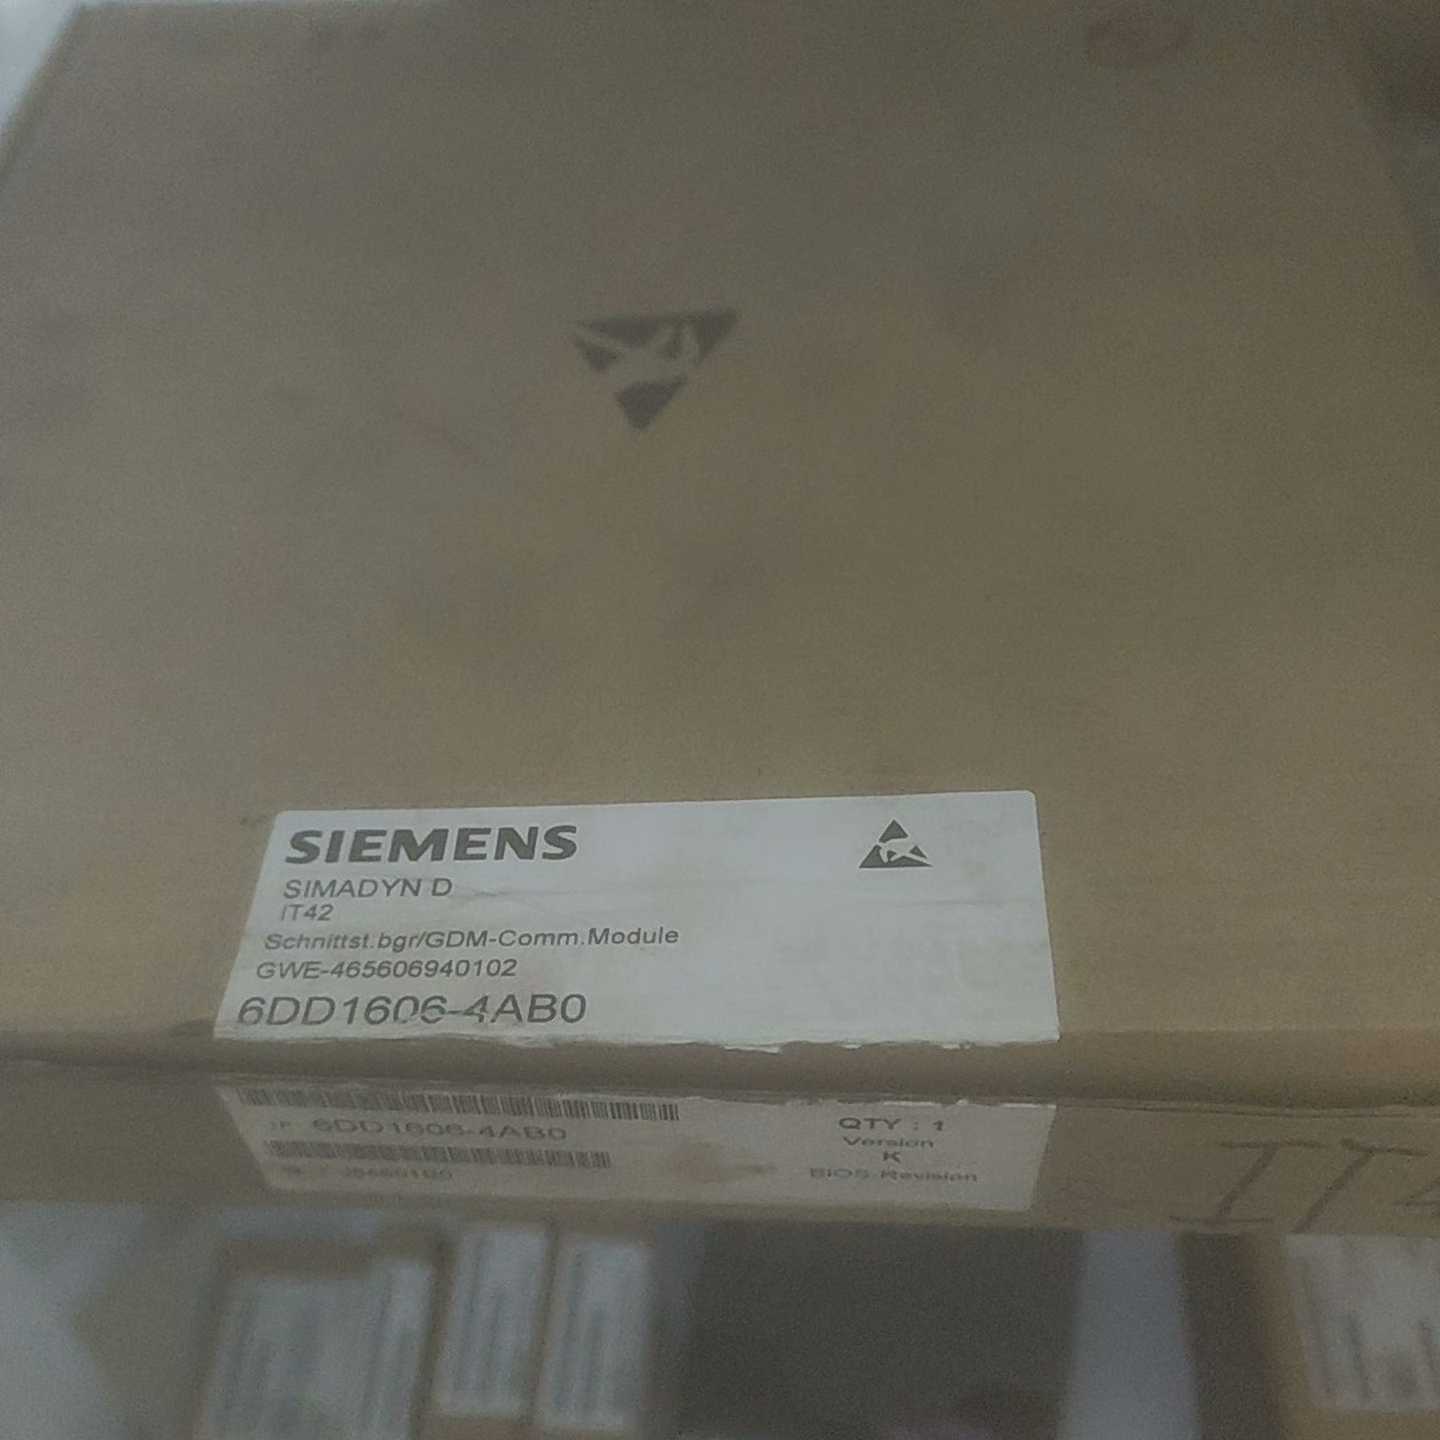 SIEMENS
SIMADYN D
IT42
Schnittst.bgr/GDM-Comm.Module
GWE-465606940102
6DD1606-4AB0
6DD1606-4AB0
QTY : 1
Version
K
BIOS-Revision